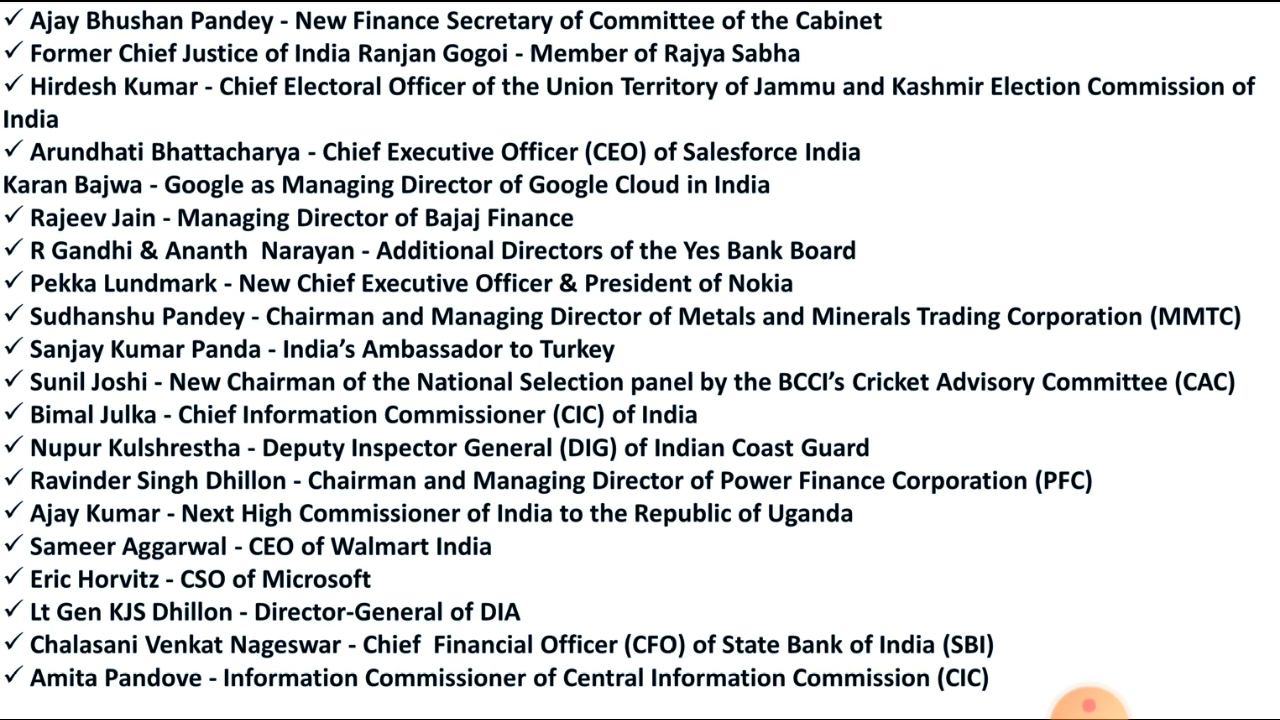 ✓ Ajay Bhushan Pandey - New Finance Secretary of Committee of the Cabinet
✓ Former Chief Justice of India Ranjan Gogoi - Member of Rajya Sabha
✓ Hirdesh Kumar - Chief Electoral Officer of the Union Territory of Jammu and Kashmir Election Commission of
India
✓ Arundhati Bhattacharya - Chief Executive Officer (CEO) of Salesforce India
Karan Bajwa - Google as Managing Director of Google Cloud in India
✓ Rajeev Jain - Managing Director of Bajaj Finance
✓ R Gandhi & Ananth  Narayan - Additional Directors of the Yes Bank Board
✓ Pekka Lundmark - New Chief Executive Officer & President of Nokia
✓ Sudhanshu Pandey - Chairman and Managing Director of Metals and Minerals Trading Corporation (MMTC)
✓ Sanjay Kumar Panda - India’s Ambassador to Turkey
✓ Sunil Joshi - New Chairman of the National Selection panel by the BCCI’s Cricket Advisory Committee (CAC)
✓ Bimal Julka - Chief Information Commissioner (CIC) of India
✓ Nupur Kulshrestha - Deputy Inspector General (DIG) of Indian Coast Guard
✓ Ravinder Singh Dhillon - Chairman and Managing Director of Power Finance Corporation (PFC)
✓ Ajay Kumar - Next High Commissioner of India to the Republic of Uganda
✓ Sameer Aggarwal - CEO of Walmart India
✓ Eric Horvitz - CSO of Microsoft
✓ Lt Gen KJS Dhillon - Director-General of DIA
✓ Chalasani Venkat Nageswar - Chief  Financial Officer (CFO) of State Bank of India (SBI)
✓ Amita Pandove - Information Commissioner of Central Information Commission (CIC)